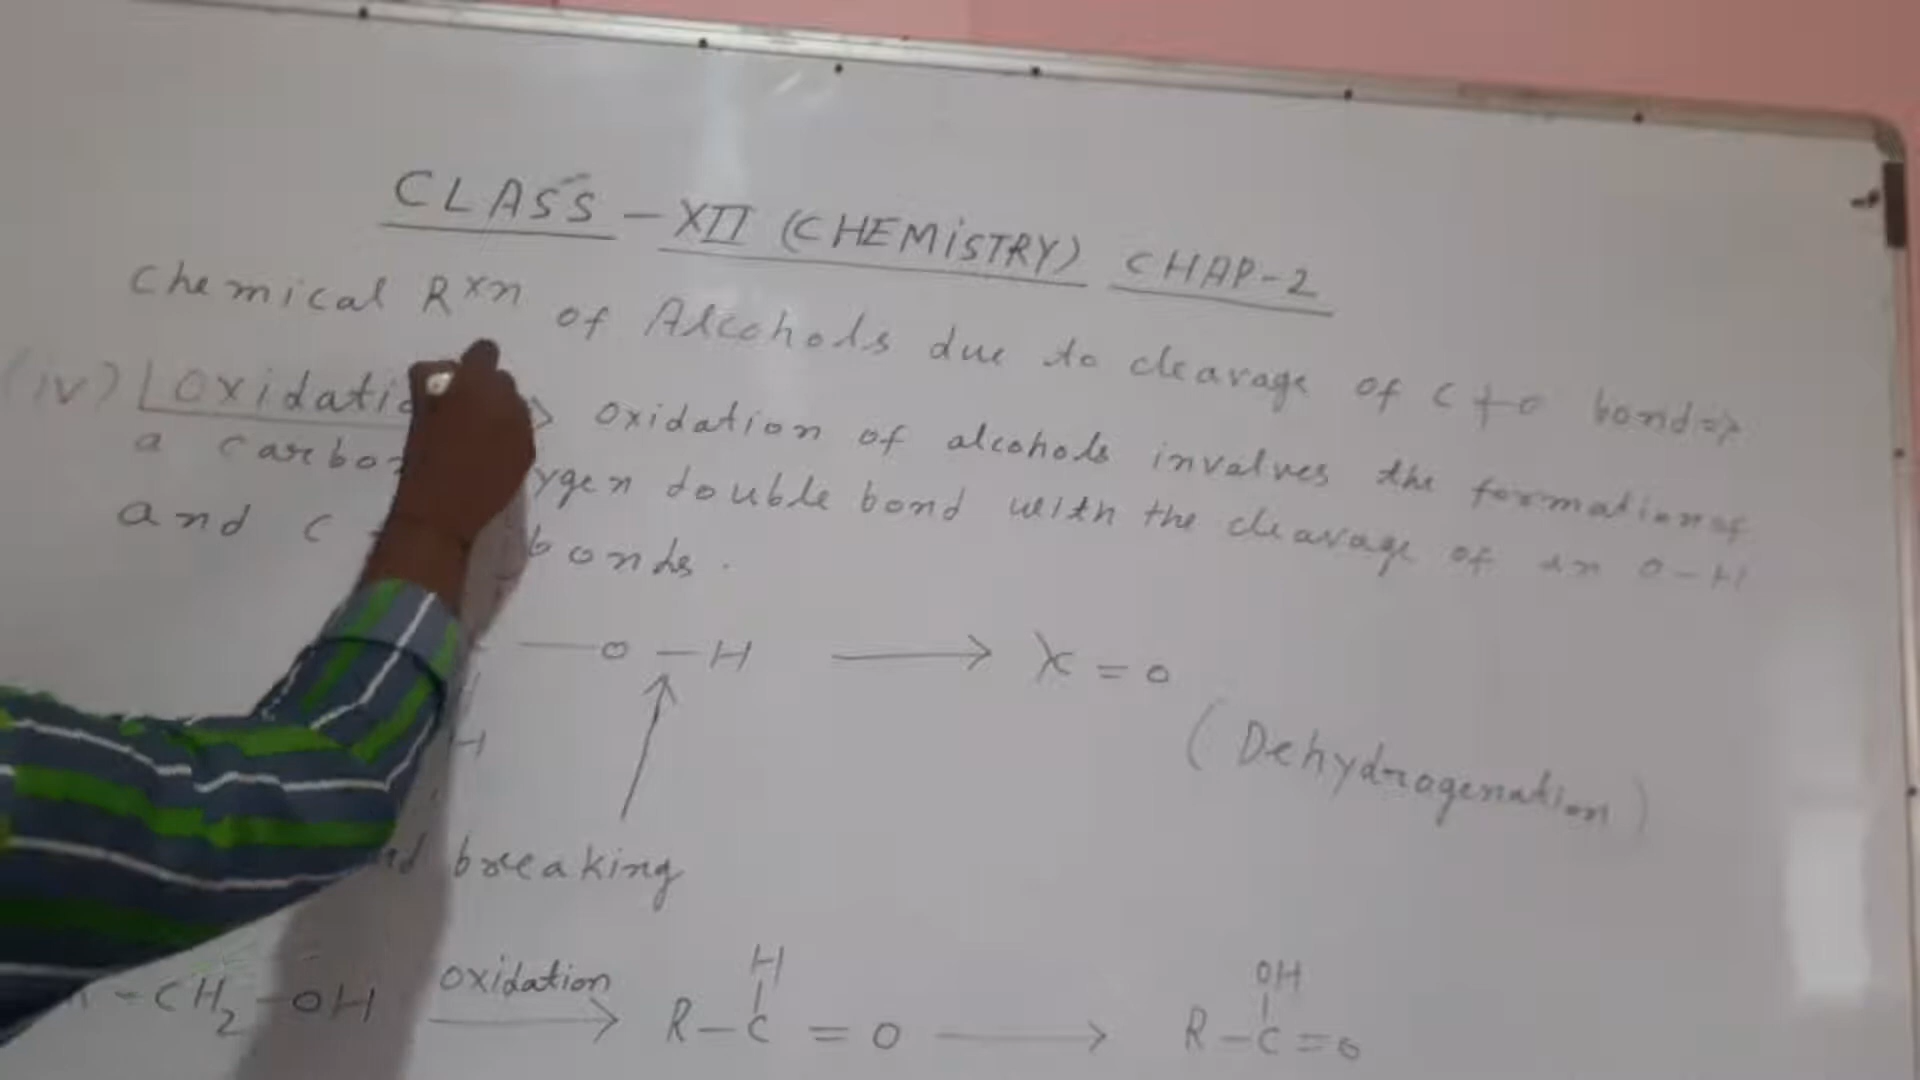 CLASS - XII (CHEMISTRY) CHAP-2
Chemical Rxn of Alcohols due to cleavage of C+O bond=>
(iv) Oxidati > oxidation of alcohols involves the formation of
a carbo ygen double bond with the cleavage of an O-H
and C bonds.
— O — H ⟶ C = O
H
(Dehydrogenation)
breaking
- CH2 - OH oxidation ⟶ R - C = O ⟶ R - C = O
H OH